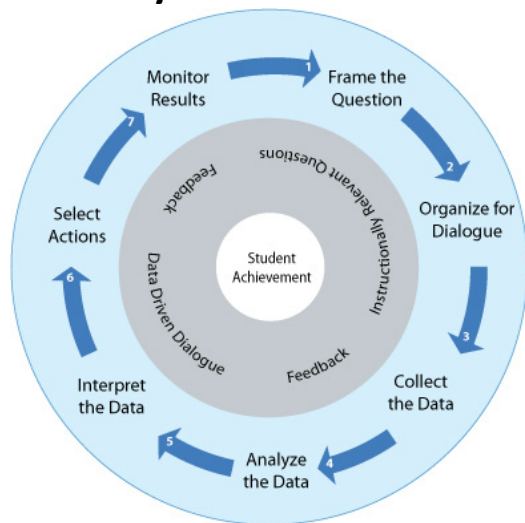 1
Frame the
Question
2
Organize for
Dialogue
3
Collect
the Data
4
Analyze
the Data
5
Interpret
the Data
6
Select
Actions
7
Monitor
Results
Instructionally Relevant Questions
Feedback
Data Driven Dialogue
Feedback
Student
Achievement